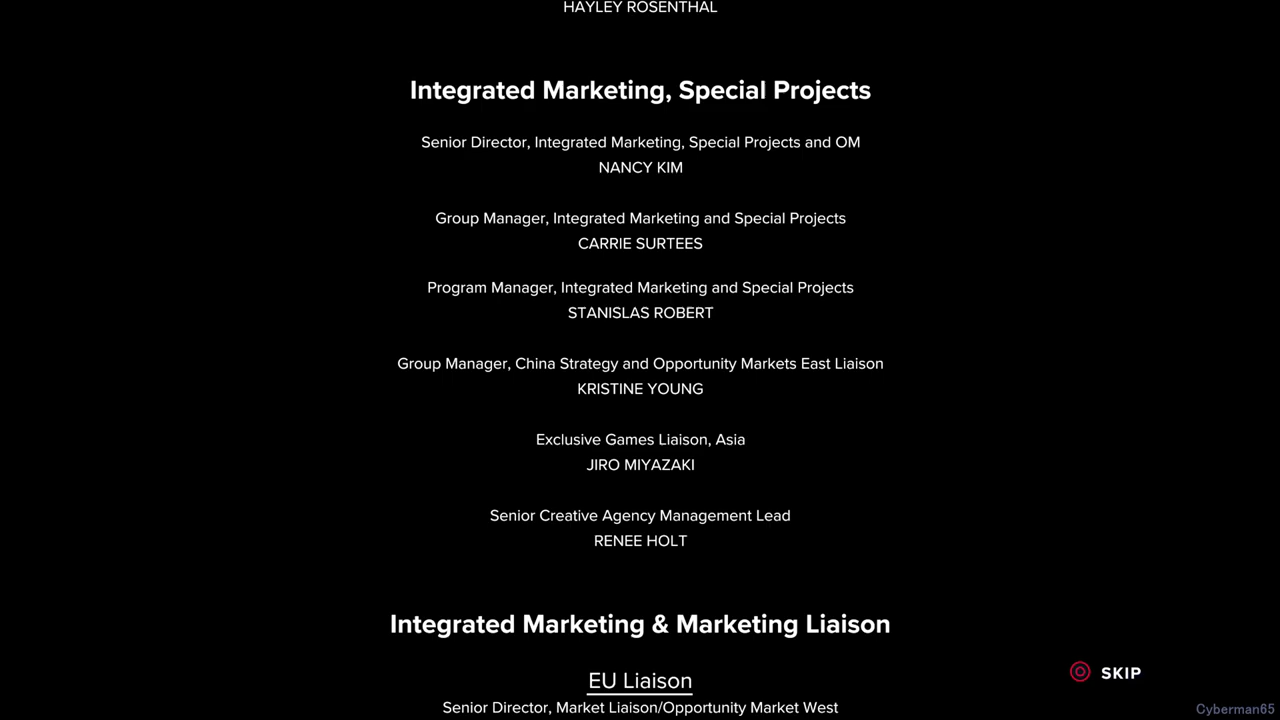 HAYLEY ROSENTHAL
Integrated Marketing, Special Projects
Senior Director, Integrated Marketing, Special Projects and OM
NANCY KIM
Group Manager, Integrated Marketing and Special Projects
CARRIE SURTEES
Program Manager, Integrated Marketing and Special Projects
STANISLAS ROBERT
Group Manager, China Strategy and Opportunity Markets East Liaison
KRISTINE YOUNG
Exclusive Games Liaison, Asia
JIRO MIYAZAKI
Senior Creative Agency Management Lead
RENEE HOLT
Integrated Marketing & Marketing Liaison
EU Liaison
SKIP
Senior Director, Market Liaison/Opportunity Market West
Cyberman65